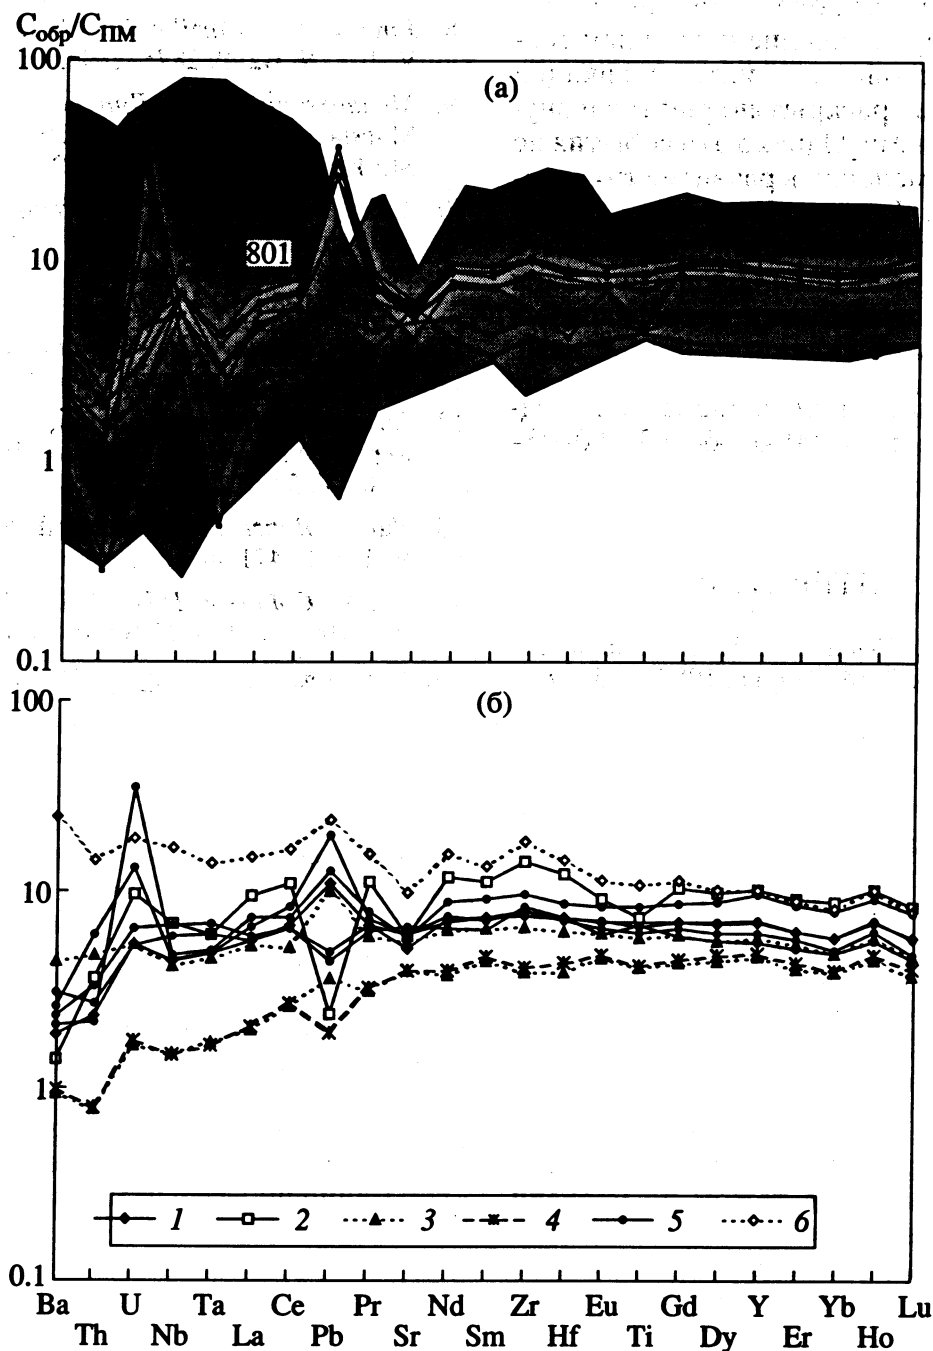 Cобр/CПМ
100
(а)
10
801
1
0.1
100
(б)
10
1
1 2 3 4 5 6
0.1
Ba U Ta Ce Pr Nd Zr Eu Gd Y Yb Lu
Th Nb La Pb Sr Sm Hf Ti Dy Er Ho